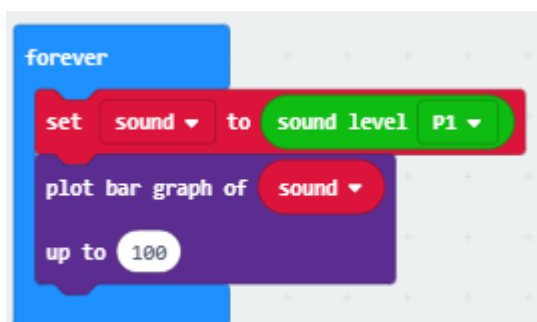 forever
set sound to sound level P1
plot bar graph of sound
up to 100